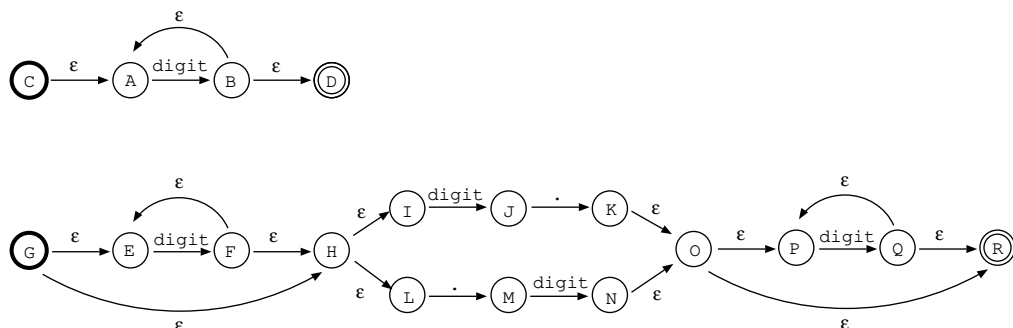 ε
ε digit ε
C A B D
ε ε
digit .
I J K
ε ε
ε digit ε ε digit ε
G E F H O P Q R
ε . digit ε
L M N
ε ε